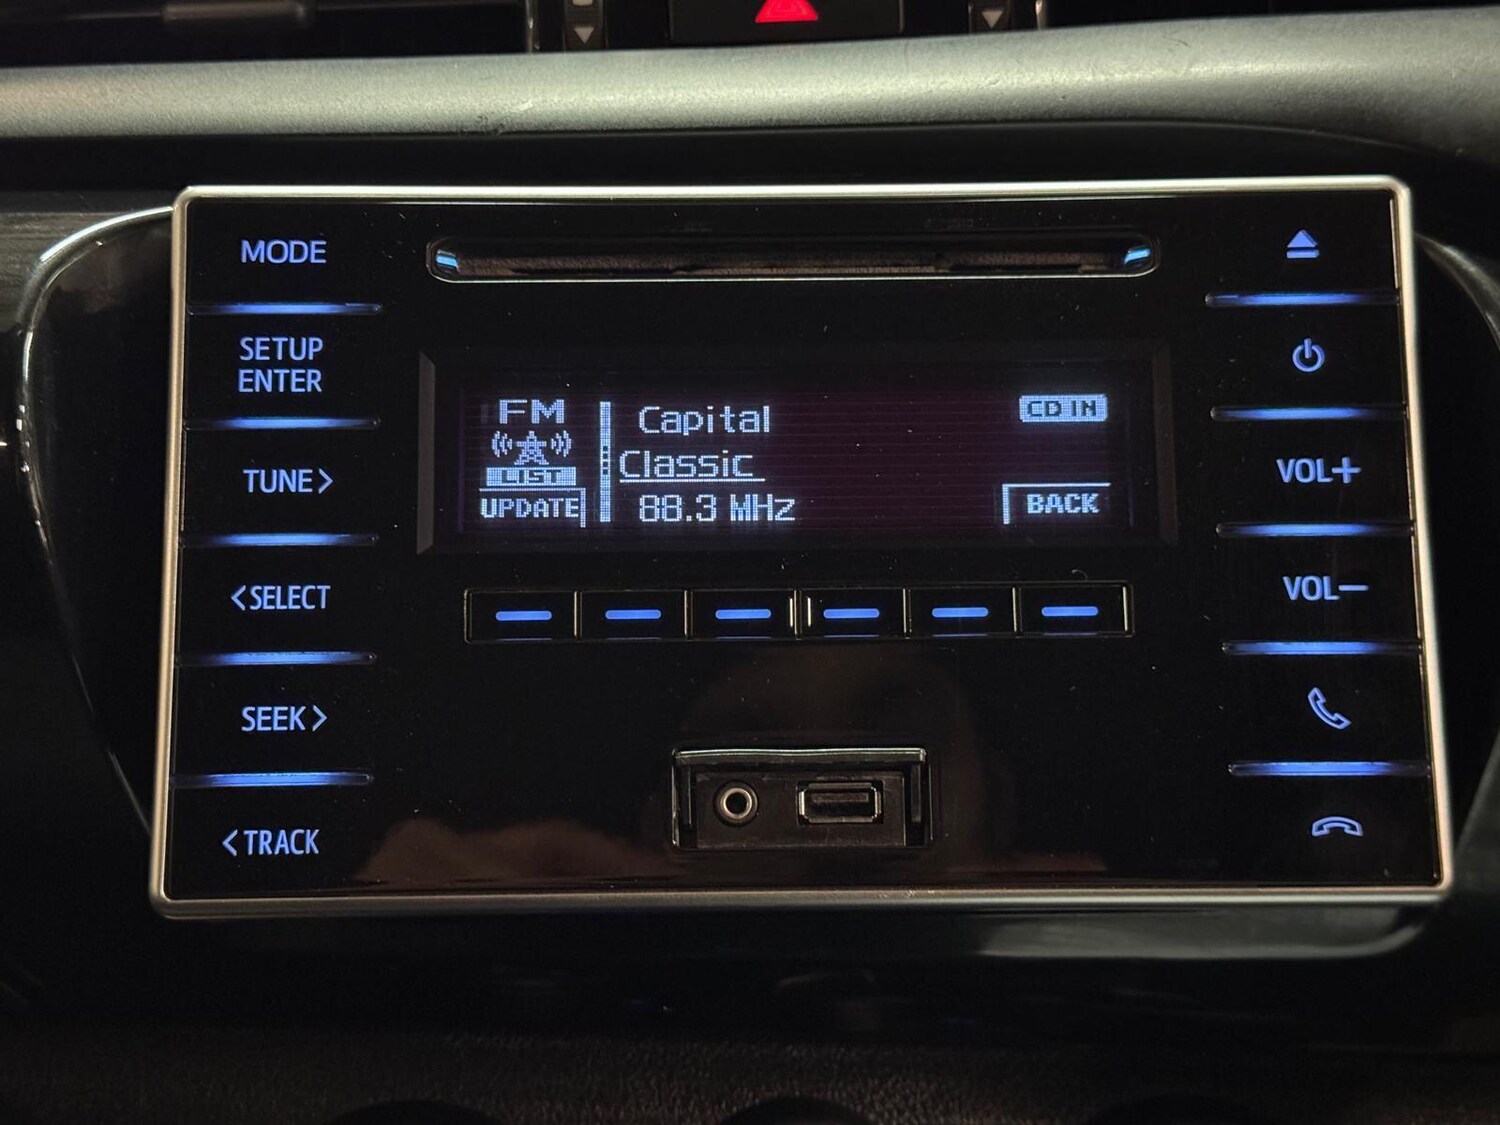 MODE
SETUP
ENTER
TUNE>
<SELECT
SEEK>
<TRACK
FM
LIST
UPDATE
Capital
Classic
88.3 MHz
CD IN
BACK
VOL+
VOL−